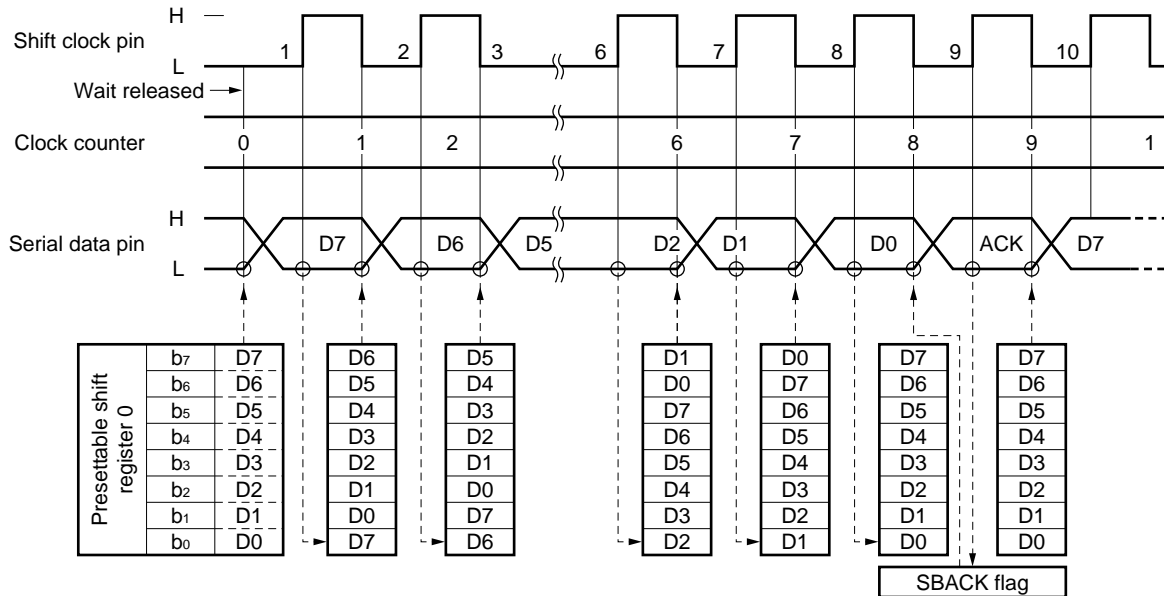 H
Shift clock pin
1 2 3 6 7 8 9 10
L
Wait released
Clock counter
0 1 2 6 7 8 9 1
H
Serial data pin
D7 D6 D5 D2 D1 D0 ACK D7
L
Presettable shift
register 0
b7 D7 D6 D5 D1 D0 D7 D7
b6 D6 D5 D4 D0 D7 D6 D6
b5 D5 D4 D3 D7 D6 D5 D5
b4 D4 D3 D2 D6 D5 D4 D4
b3 D3 D2 D1 D5 D4 D3 D3
b2 D2 D1 D0 D4 D3 D2 D2
b1 D1 D0 D7 D3 D2 D1 D1
b0 D0 D7 D6 D2 D1 D0 D0
SBACK flag